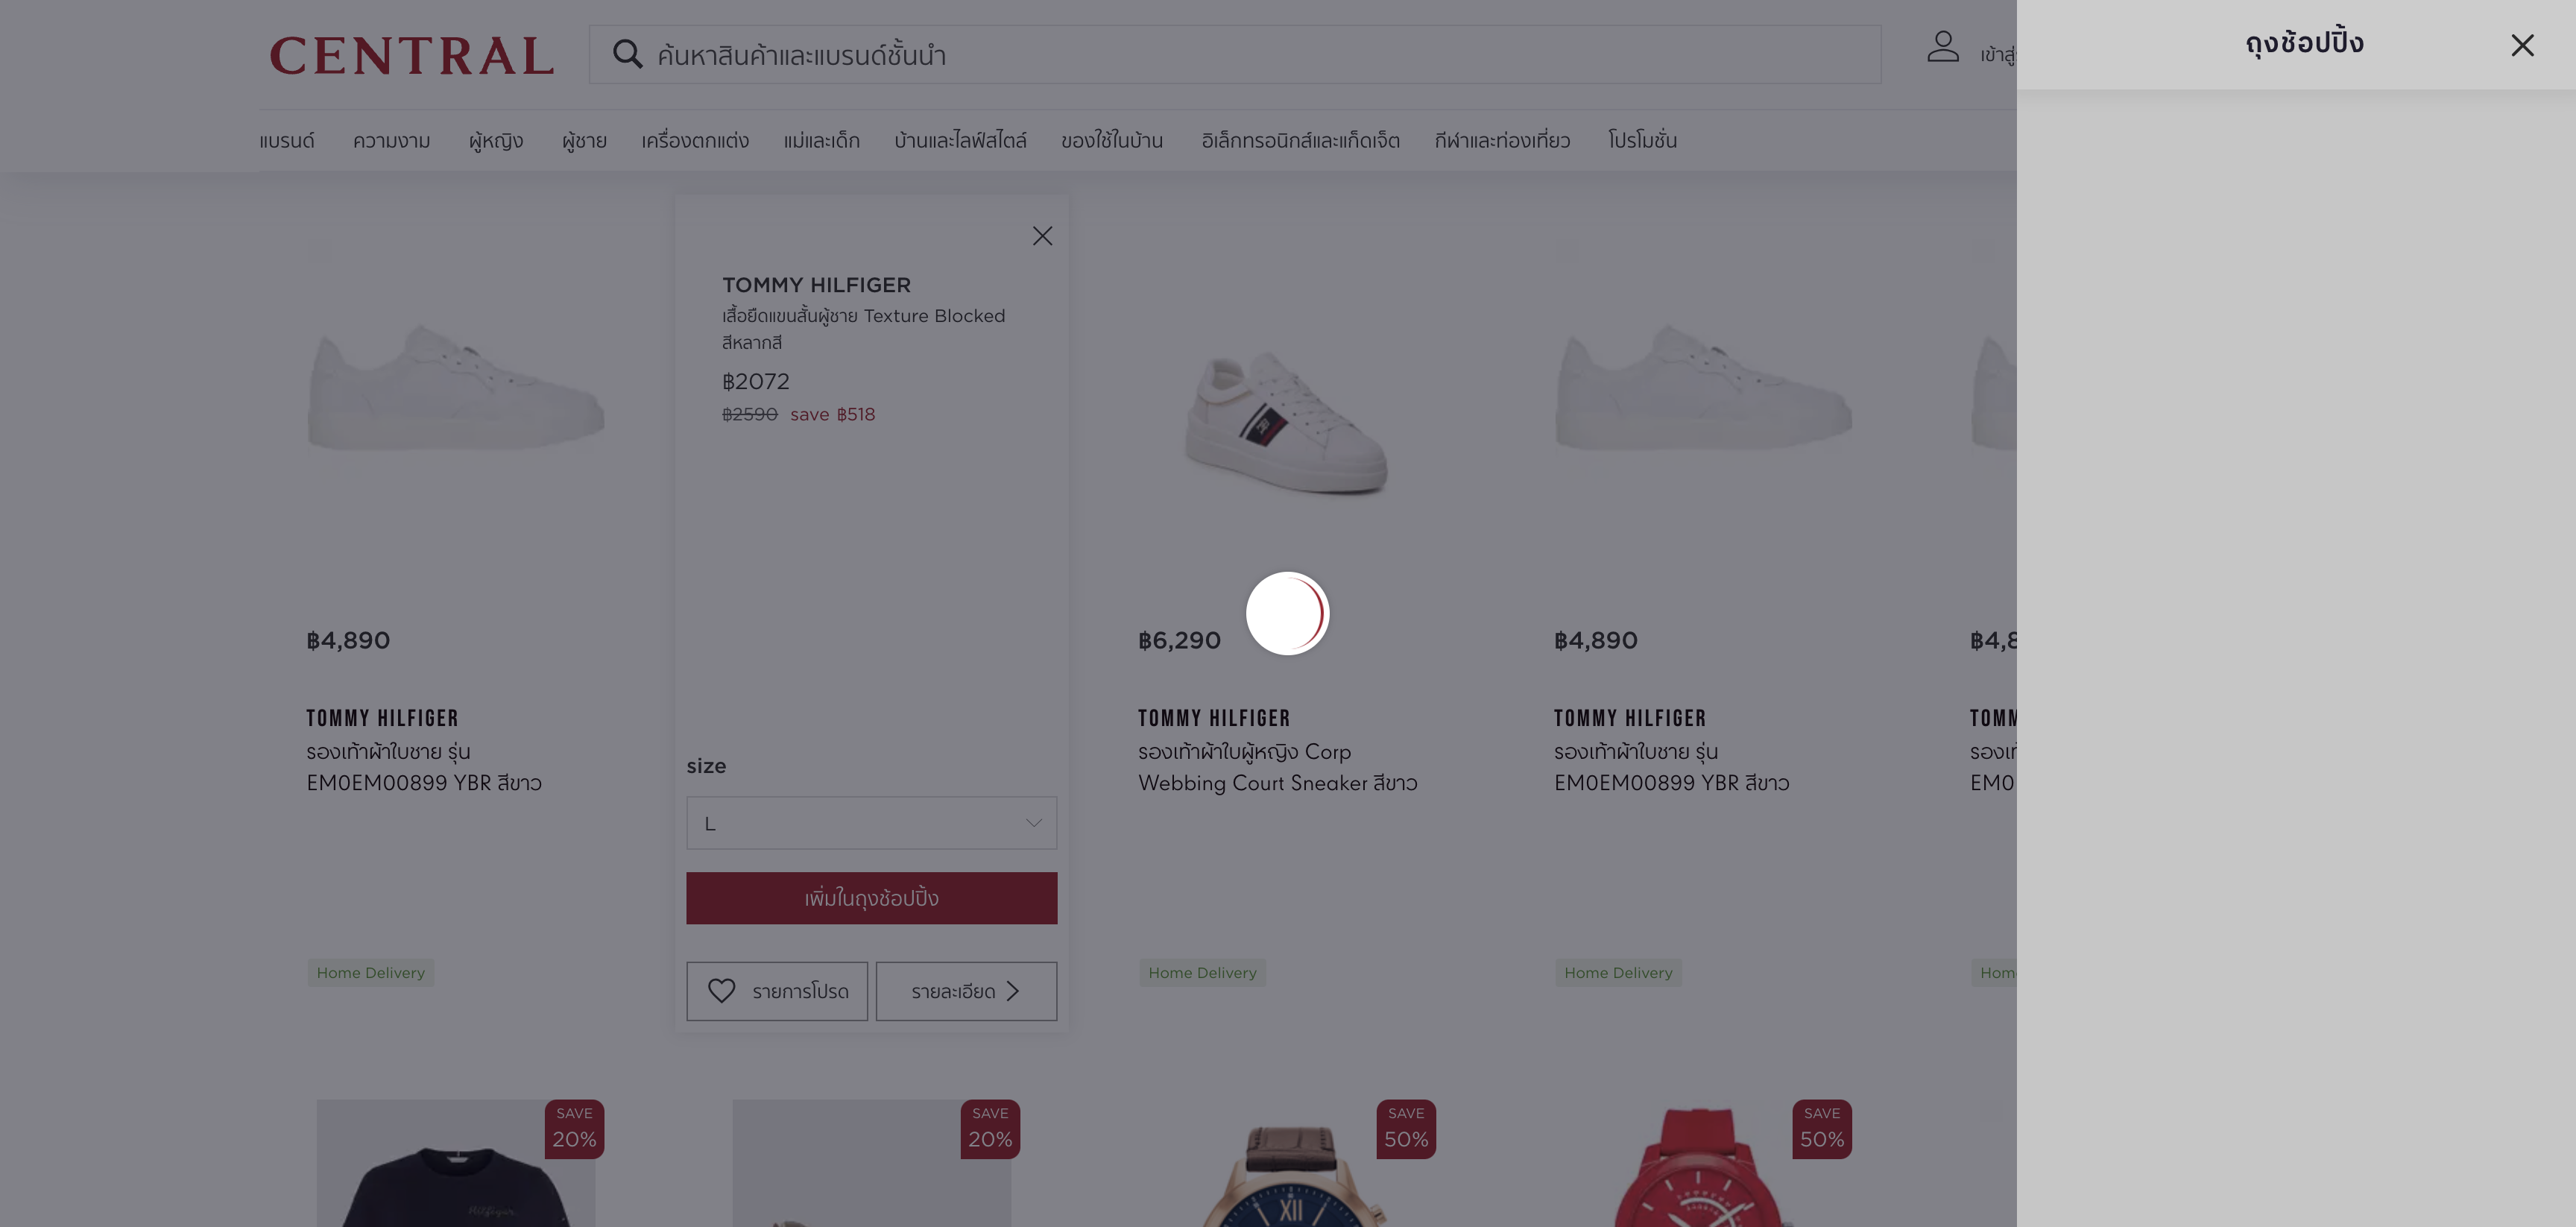 CENTRAL
ค้นหาสินค้าและแบรนด์ชั้นนำ
เข้าสู่
ถุงช้อปปิ้ง
แบรนด์ ความงาม ผู้หญิง ผู้ชาย เครื่องตกแต่ง แม่และเด็ก บ้านและไลฟ์สไตล์ ของใช้ในบ้าน อิเล็กทรอนิกส์และแก็ดเจ็ต กีฬาและท่องเที่ยว โปรโมชั่น
TOMMY HILFIGER
เสื้อยืดแขนสั้นผู้ชาย Texture Blocked
สีหลากสี
฿2072
฿2590 save ฿518
size
L
เพิ่มในถุงช้อปปิ้ง
รายการโปรด
รายละเอียด
฿4,890
TOMMY HILFIGER
รองเท้าผ้าใบชาย รุ่น
EM0EM00899 YBR สีขาว
Home Delivery
฿6,290
TOMMY HILFIGER
รองเท้าผ้าใบผู้หญิง Corp
Webbing Court Sneaker สีขาว
Home Delivery
฿4,890
TOMMY HILFIGER
รองเท้าผ้าใบชาย รุ่น
EM0EM00899 YBR สีขาว
Home Delivery
฿4,8
TOMM
รองเท้
EM0
Hom
SAVE
20%
SAVE
20%
SAVE
50%
SAVE
50%
Hilfiger
XII